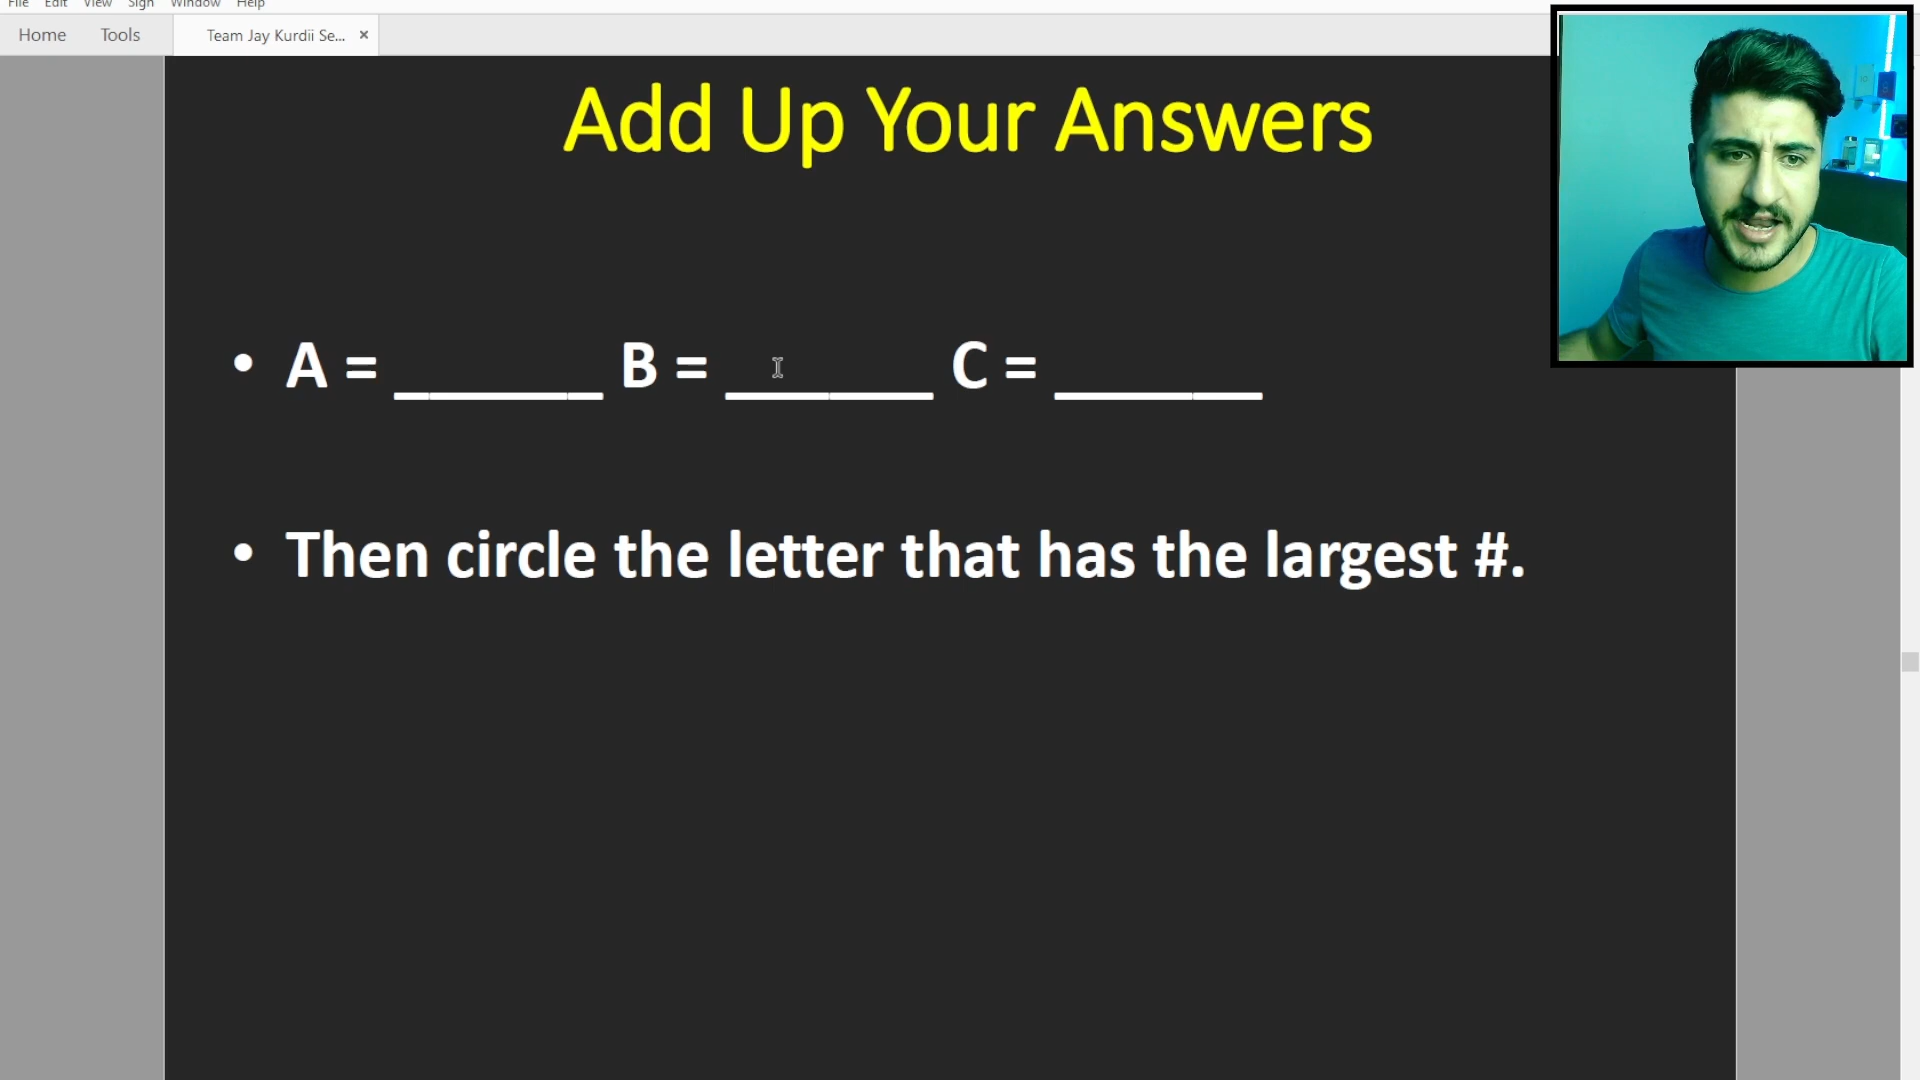 File Edit View Sign Window Help
Home Tools Team Jay Kurdii Se... ×
Add Up Your Answers
• A = ______ B = ______ C = ______
• Then circle the letter that has the largest #.